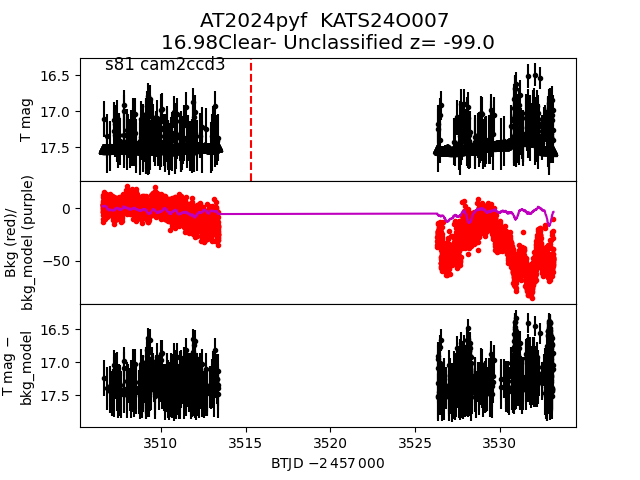 AT2024pyf  KATS24O007
16.98Clear- Unclassified z= -99.0
s81 cam2ccd3
T mag
16.5
17.0
17.5
Bkg (red)/
bkg_model (purple)
0
−50
T mag −
bkg_model
16.5
17.0
17.5
3510
3515
3520
3525
3530
BTJD −2 457 000